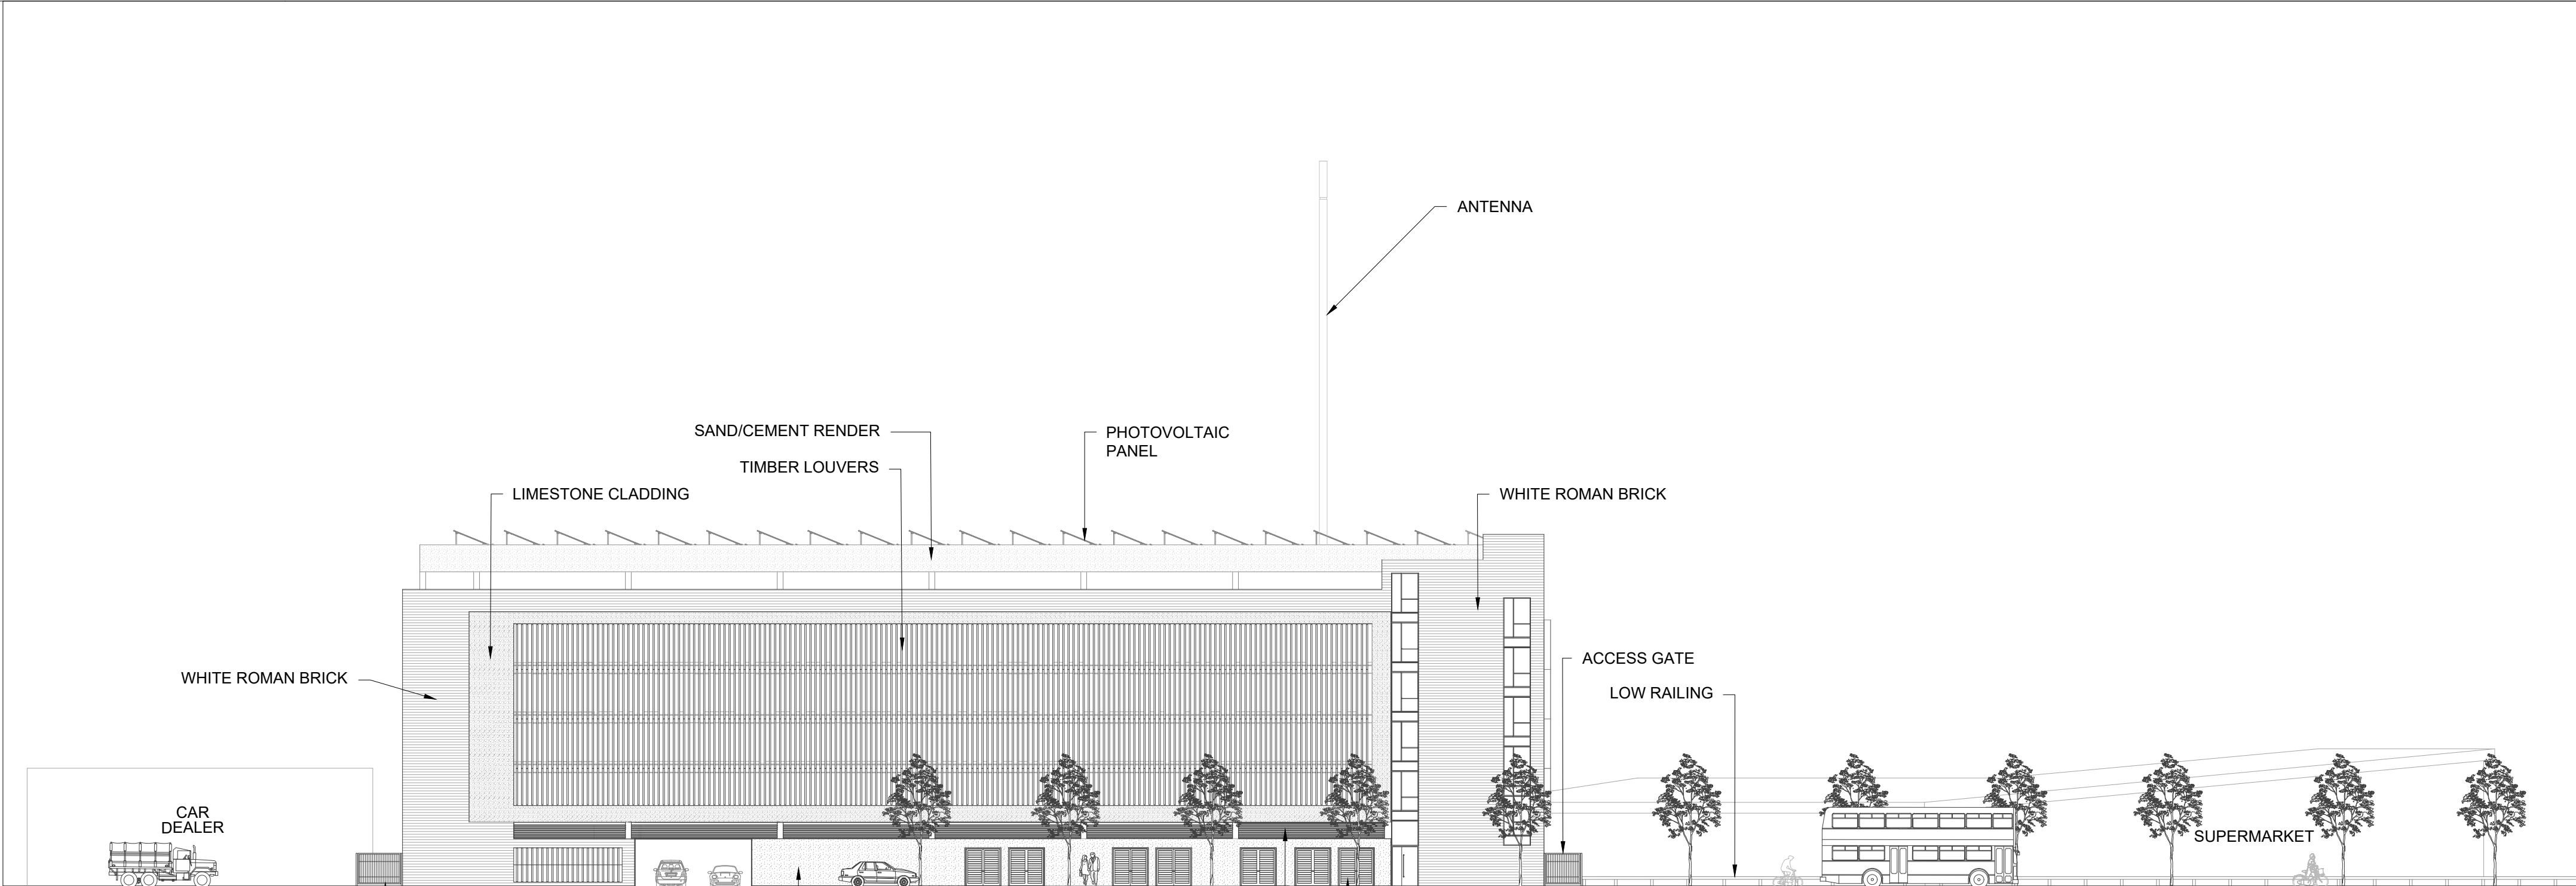 ANTENNA
SAND/CEMENT RENDER
PHOTOVOLTAIC
PANEL
TIMBER LOUVERS
LIMESTONE CLADDING
WHITE ROMAN BRICK
ACCESS GATE
WHITE ROMAN BRICK
LOW RAILING
CAR
DEALER
SUPERMARKET